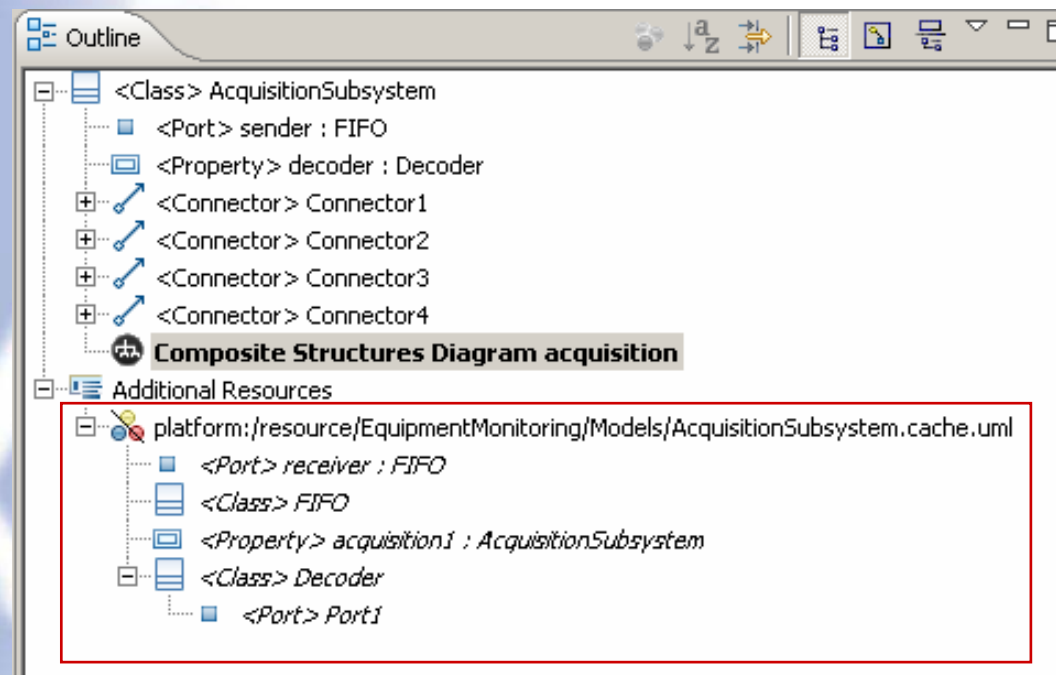 Outline
<Class> AcquisitionSubsystem
<Port> sender : FIFO
<Property> decoder : Decoder
<Connector> Connector1
<Connector> Connector2
<Connector> Connector3
<Connector> Connector4
Composite Structures Diagram acquisition
Additional Resources
platform:/resource/EquipmentMonitoring/Models/AcquisitionSubsystem.cache.uml
<Port> receiver : FIFO
<Class> FIFO
<Property> acquisition1 : AcquisitionSubsystem
<Class> Decoder
<Port> Port1